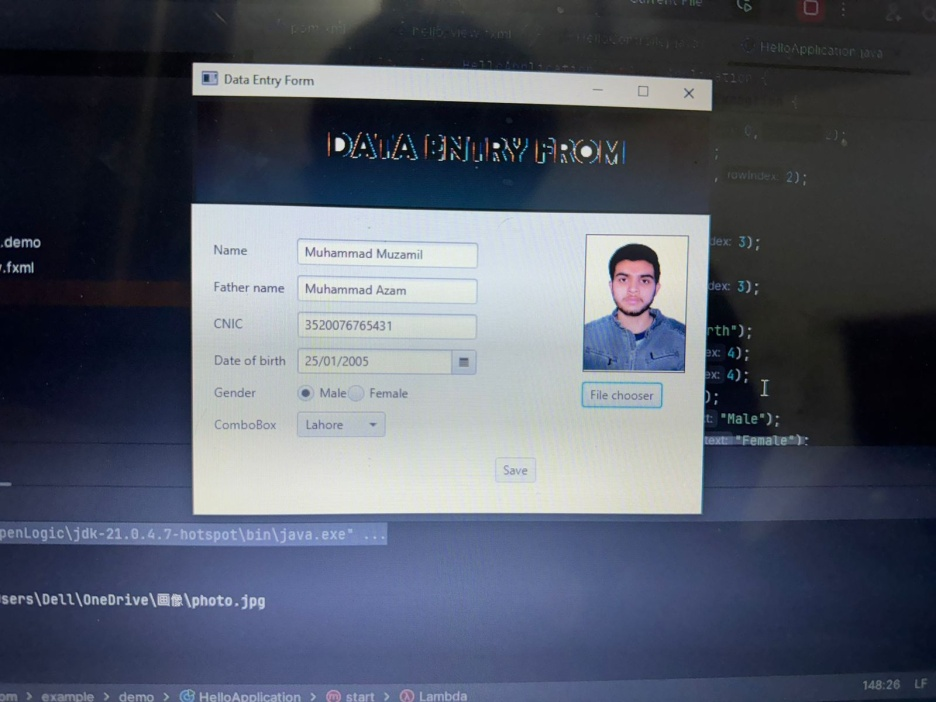 Current File
HelloApplication.java
Data Entry Form
DATA ENTRY FROM
rowIndex: 2);
.demo
Name
Muhammad Muzamil
dex: 3);
.fxml
Father name
Muhammad Azam
dex: 3);
CNIC
3520076765431
rth");
Date of birth
25/01/2005
ex: 4);
ex: 4);
Gender
Male
Female
File chooser
);
ComboBox
Lahore
t: "Male");
text: "Female");
Save
penLogic\jdk-21.0.4.7-hotspot\bin\java.exe" ...
sers\Dell\OneDrive\画像\photo.jpg
om > example > demo > HelloApplication > start > Lambda
148:26 LF